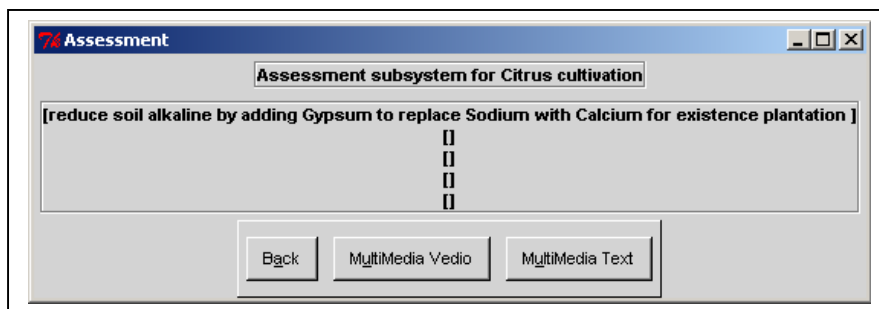 Assessment
Assessment subsystem for Citrus cultivation
[reduce soil alkaline by adding Gypsum to replace Sodium with Calcium for existence plantation ]
[]
[]
[]
[]
Back
MultiMedia Vedio
MultiMedia Text